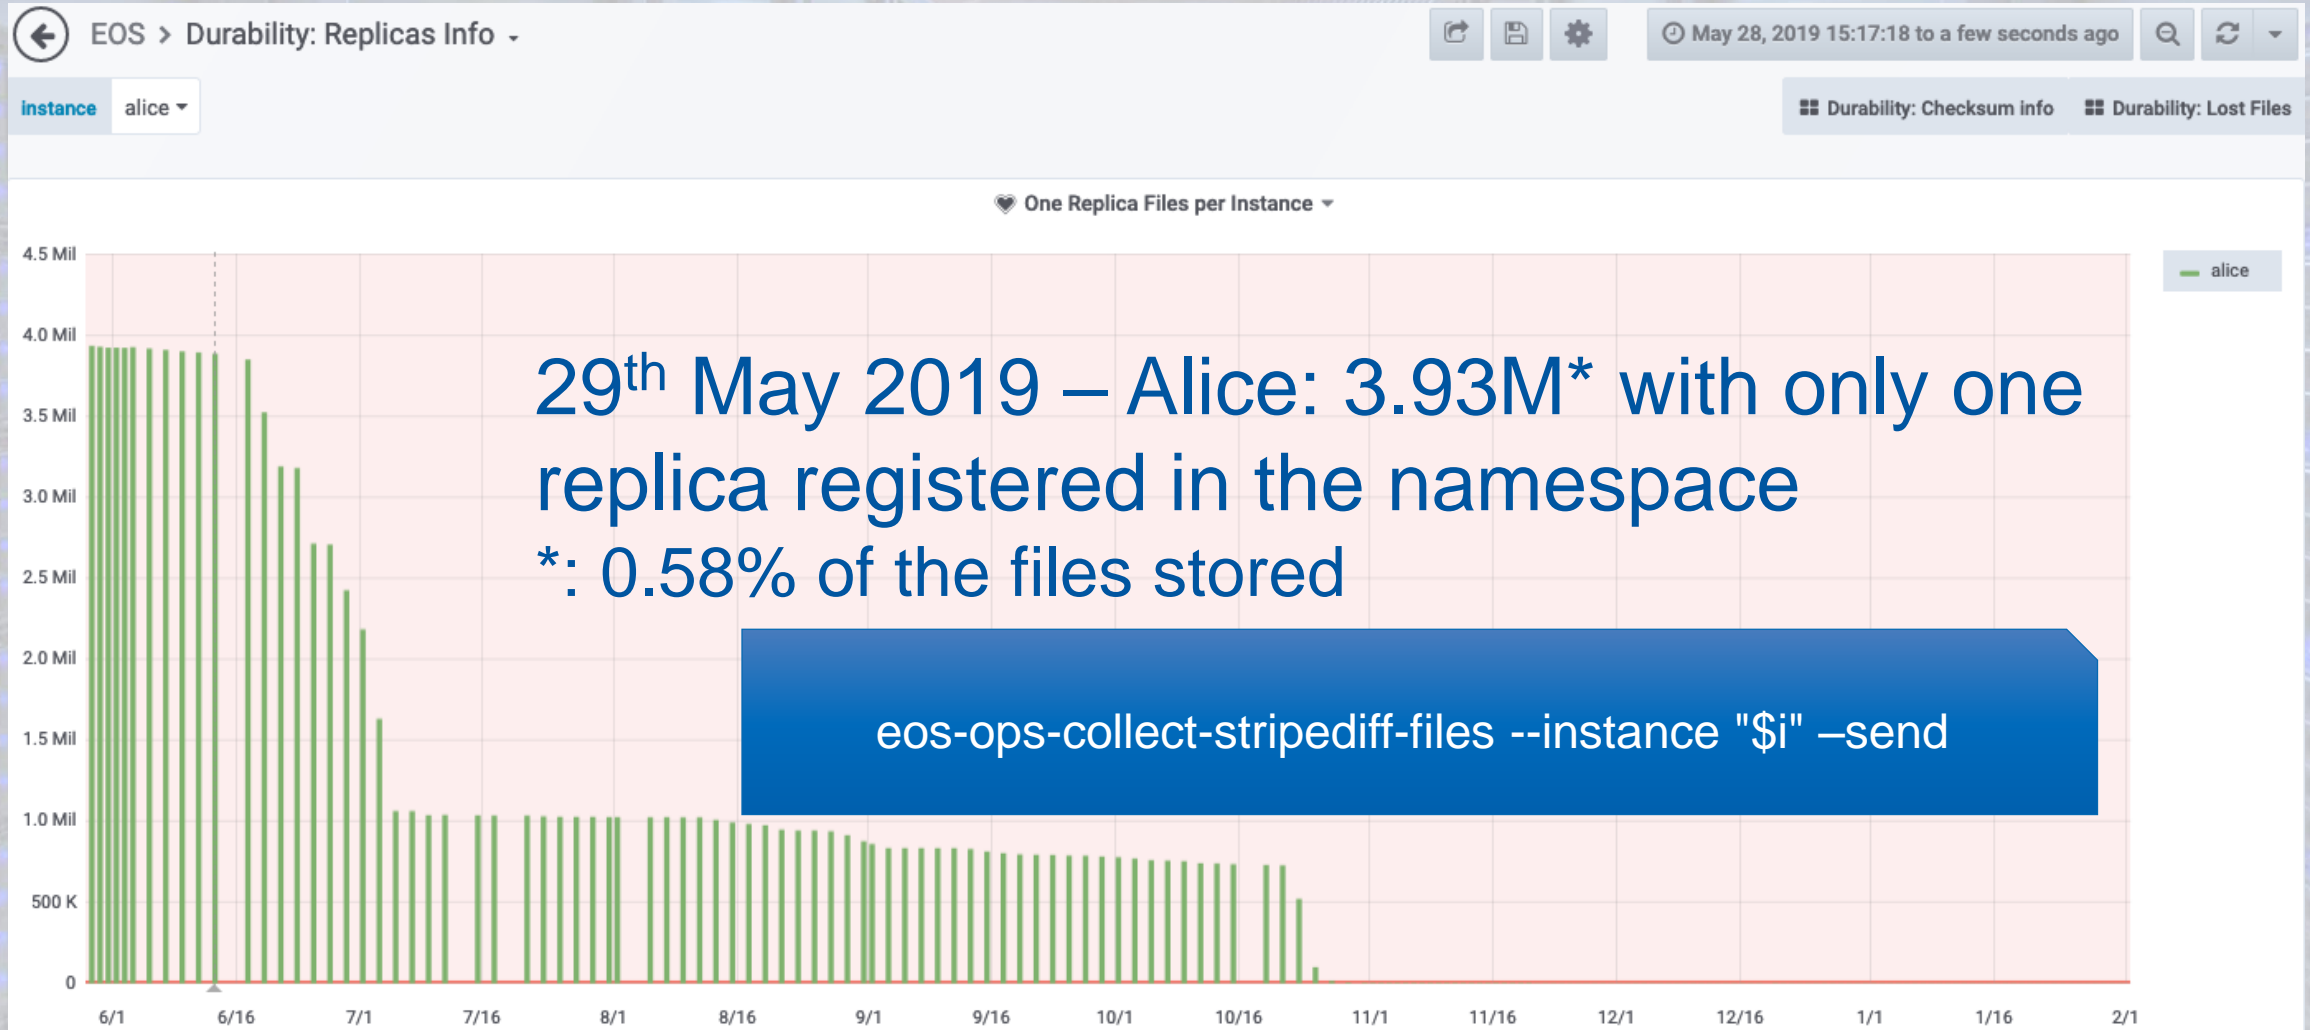 EOS > Durability: Replicas Info
May 28, 2019 15:17:18 to a few seconds ago
instance alice
Durability: Checksum info Durability: Lost Files
One Replica Files per Instance
4.5 Mil
4.0 Mil
3.5 Mil
3.0 Mil
2.5 Mil
2.0 Mil
1.5 Mil
1.0 Mil
500 K
0
alice
29th May 2019 – Alice: 3.93M* with only one
replica registered in the namespace
*: 0.58% of the files stored
eos-ops-collect-stripediff-files --instance "$i" –send
6/1 6/16 7/1 7/16 8/1 8/16 9/1 9/16 10/1 10/16 11/1 11/16 12/1 12/16 1/1 1/16 2/1